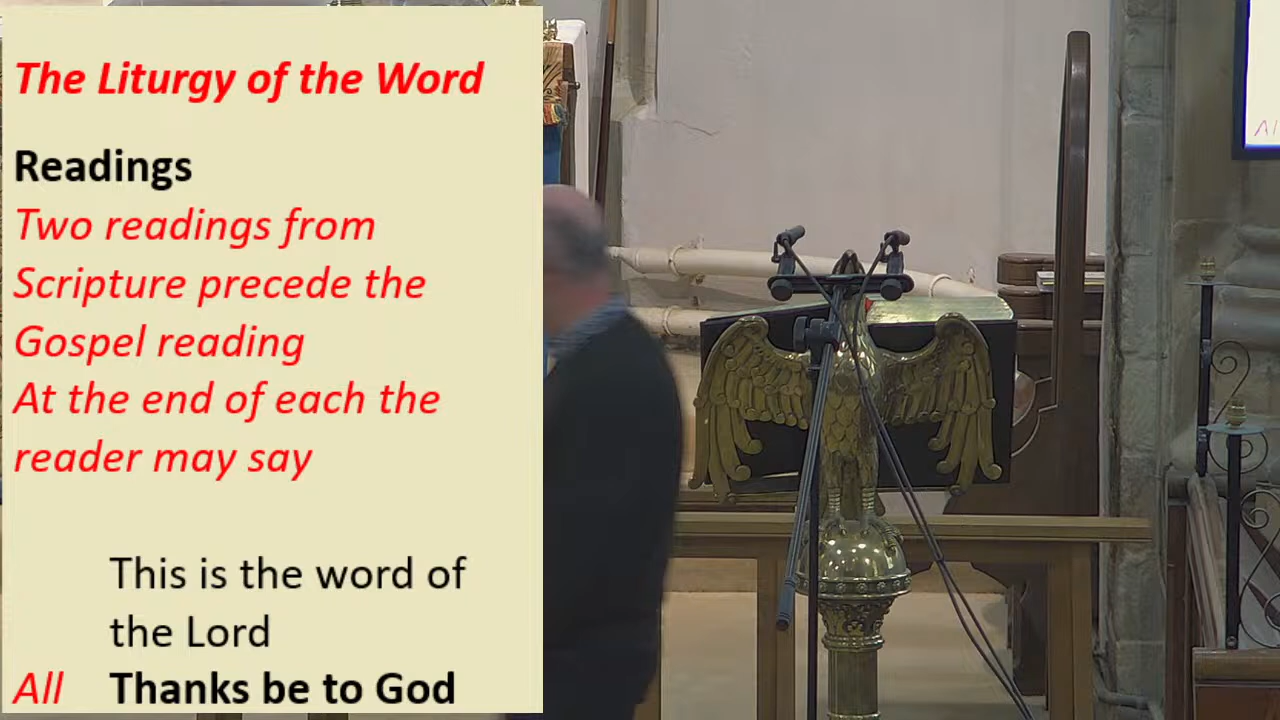 The Liturgy of the Word
Readings
Two readings from
Scripture precede the
Gospel reading
At the end of each the
reader may say
This is the word of
the Lord
All Thanks be to God
Al